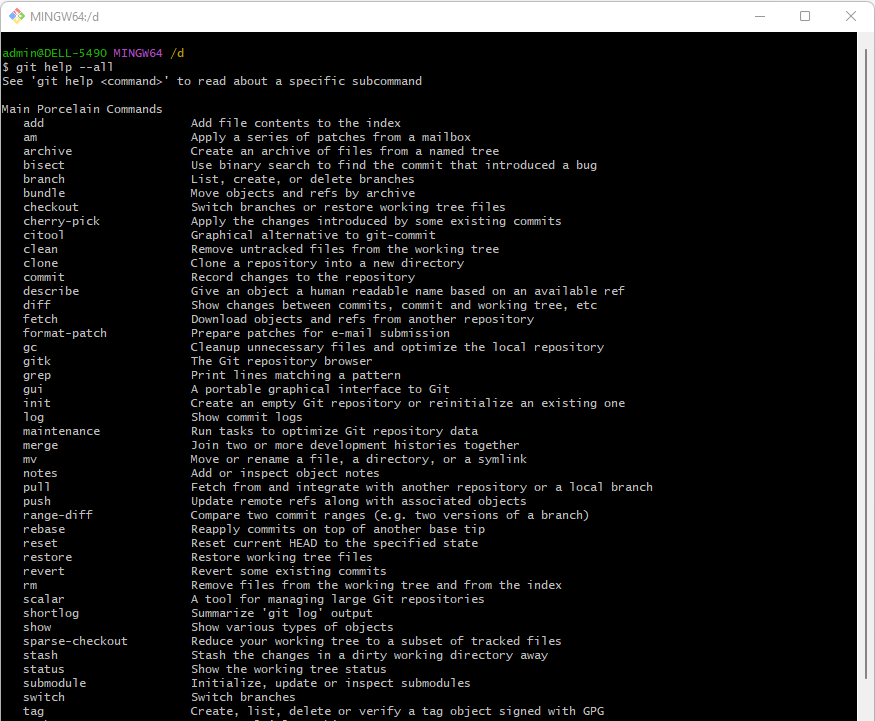 MINGW64:/d
admin@DELL-5490 MINGW64 /d
$ git help --all
See 'git help <command>' to read about a specific subcommand
Main Porcelain Commands
add Add file contents to the index
am Apply a series of patches from a mailbox
archive Create an archive of files from a named tree
bisect Use binary search to find the commit that introduced a bug
branch List, create, or delete branches
bundle Move objects and refs by archive
checkout Switch branches or restore working tree files
cherry-pick Apply the changes introduced by some existing commits
citool Graphical alternative to git-commit
clean Remove untracked files from the working tree
clone Clone a repository into a new directory
commit Record changes to the repository
describe Give an object a human readable name based on an available ref
diff Show changes between commits, commit and working tree, etc
fetch Download objects and refs from another repository
format-patch Prepare patches for e-mail submission
gc Cleanup unnecessary files and optimize the local repository
gitk The Git repository browser
grep Print lines matching a pattern
gui A portable graphical interface to Git
init Create an empty Git repository or reinitialize an existing one
log Show commit logs
maintenance Run tasks to optimize Git repository data
merge Join two or more development histories together
mv Move or rename a file, a directory, or a symlink
notes Add or inspect object notes
pull Fetch from and integrate with another repository or a local branch
push Update remote refs along with associated objects
range-diff Compare two commit ranges (e.g. two versions of a branch)
rebase Reapply commits on top of another base tip
reset Reset current HEAD to the specified state
restore Restore working tree files
revert Revert some existing commits
rm Remove files from the working tree and from the index
scalar A tool for managing large Git repositories
shortlog Summarize 'git log' output
show Show various types of objects
sparse-checkout Reduce your working tree to a subset of tracked files
stash Stash the changes in a dirty working directory away
status Show the working tree status
submodule Initialize, update or inspect submodules
switch Switch branches
tag Create, list, delete or verify a tag object signed with GPG